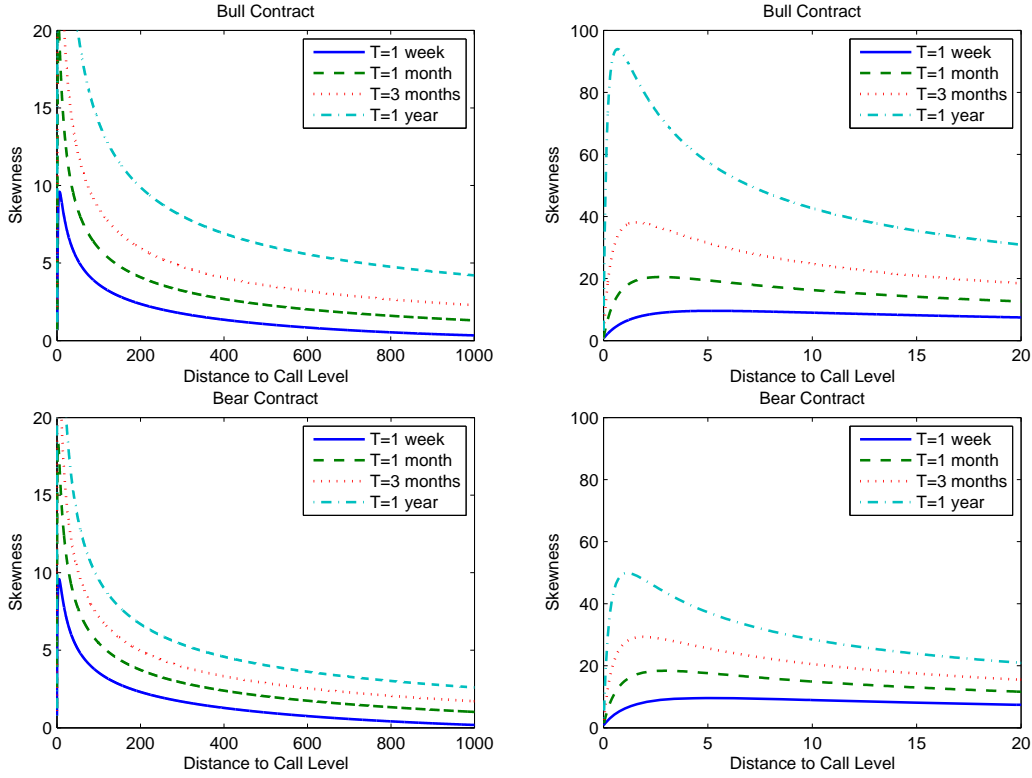 Bull Contract
20
15
10
5
0
Skewness
0 200 400 600 800 1000
Distance to Call Level
T=1 week
T=1 month
T=3 months
T=1 year
Bull Contract
100
80
60
40
20
0
Skewness
0 5 10 15 20
Distance to Call Level
T=1 week
T=1 month
T=3 months
T=1 year
Bear Contract
20
15
10
5
0
Skewness
0 200 400 600 800 1000
Distance to Call Level
T=1 week
T=1 month
T=3 months
T=1 year
Bear Contract
100
80
60
40
20
0
Skewness
0 5 10 15 20
Distance to Call Level
T=1 week
T=1 month
T=3 months
T=1 year